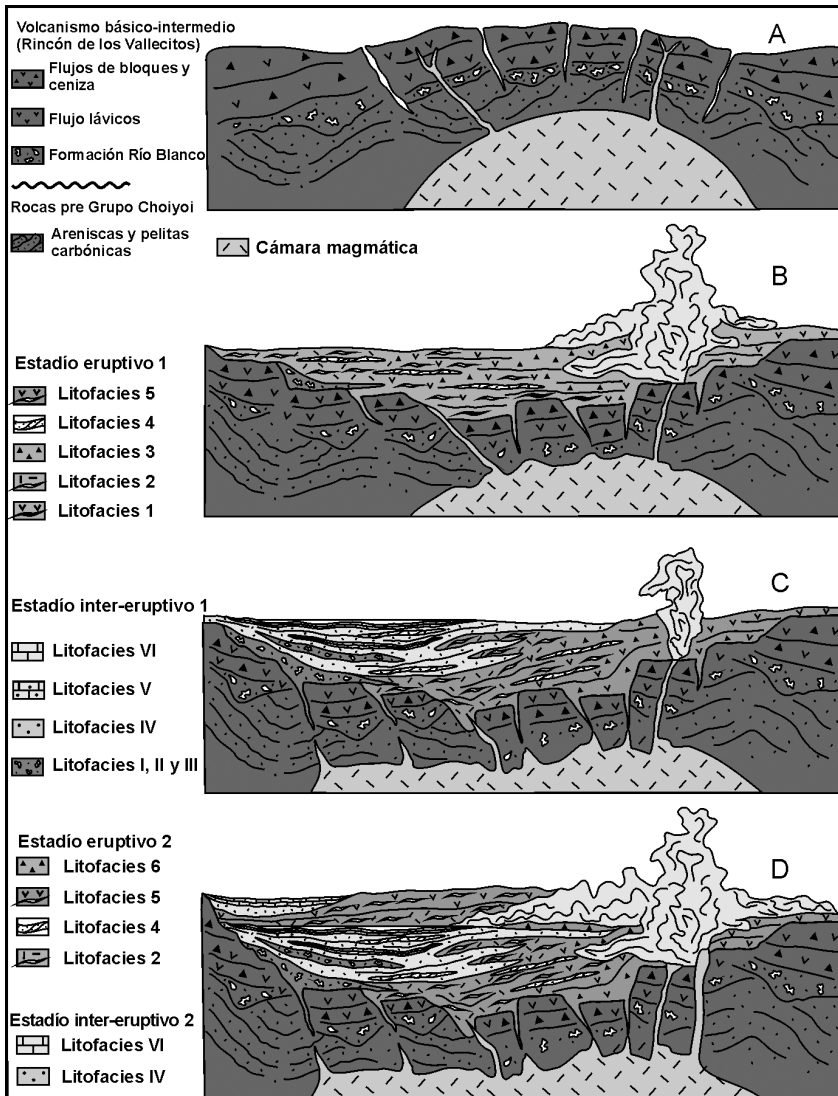 Volcanismo básico-intermedio
(Rincón de los Vallecitos)
Flujos de bloques y
ceniza
Flujo lávicos
Formación Río Blanco
Rocas pre Grupo Choiyoi
Areniscas y pelitas
carbónicas
Cámara magmática
A
B
Estadío eruptivo 1
Litofacies 5
Litofacies 4
Litofacies 3
Litofacies 2
Litofacies 1
C
Estadío inter-eruptivo 1
Litofacies VI
Litofacies V
Litofacies IV
Litofacies I, II y III
D
Estadío eruptivo 2
Litofacies 6
Litofacies 5
Litofacies 4
Litofacies 2
Estadío inter-eruptivo 2
Litofacies VI
Litofacies IV